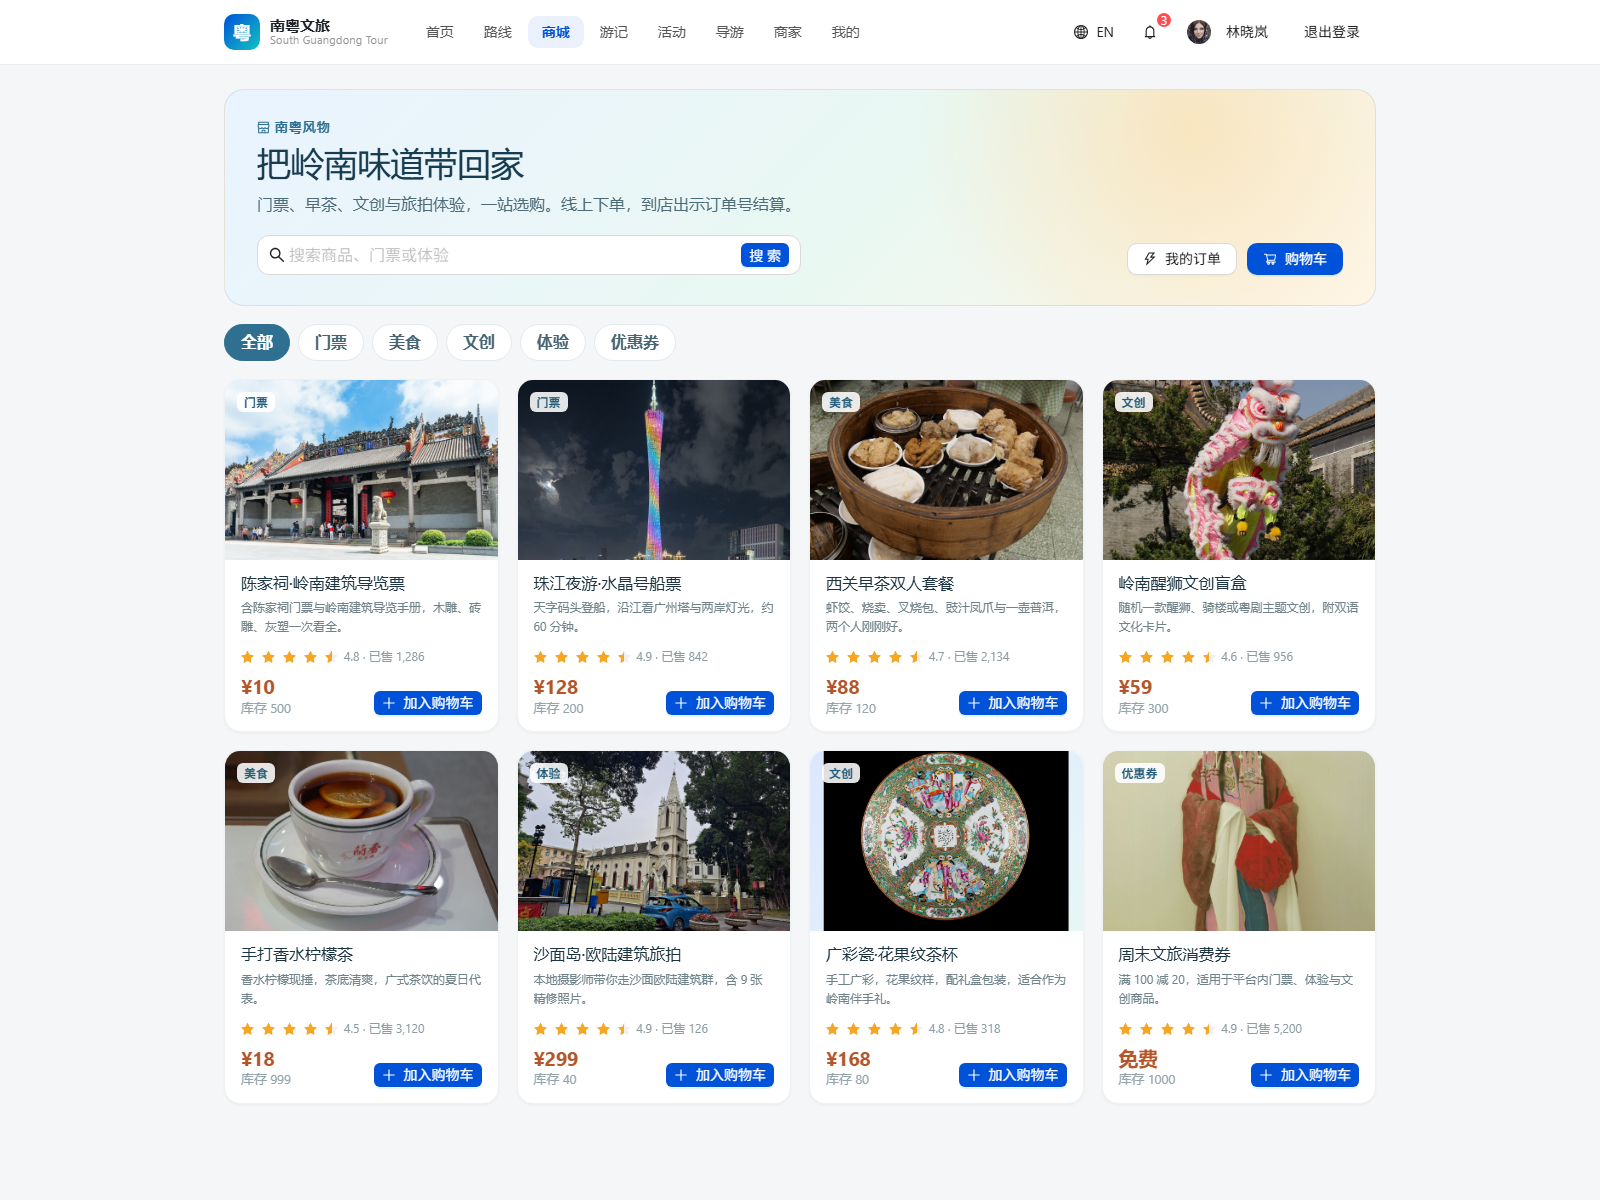 粤
南粤文旅
South Guangdong Tour
首页
路线
商城
游记
活动
导游
商家
我的
EN
3
林晓岚
退出登录
南粤风物
把岭南味道带回家
门票、早茶、文创与旅拍体验，一站选购。线上下单，到店出示订单号结算。
搜索商品、门票或体验
搜 索
我的订单
购物车
全部
门票
美食
文创
体验
优惠券
门票
陈家祠·岭南建筑导览票
含陈家祠门票与岭南建筑导览手册，木雕、砖
雕、灰塑一次看全。
4.8 · 已售 1,286
¥10
库存 500
加入购物车
门票
珠江夜游·水晶号船票
天字码头登船，沿江看广州塔与两岸灯光，约
60 分钟。
4.9 · 已售 842
¥128
库存 200
加入购物车
美食
西关早茶双人套餐
虾饺、烧卖、叉烧包、豉汁凤爪与一壶普洱，
两个人刚刚好。
4.7 · 已售 2,134
¥88
库存 120
加入购物车
文创
岭南醒狮文创盲盒
随机一款醒狮、骑楼或粤剧主题文创，附双语
文化卡片。
4.6 · 已售 956
¥59
库存 300
加入购物车
美食
手打香水柠檬茶
香水柠檬现捶，茶底清爽，广式茶饮的夏日代
表。
4.5 · 已售 3,120
¥18
库存 999
加入购物车
体验
沙面岛·欧陆建筑旅拍
本地摄影师带你走沙面欧陆建筑群，含 9 张
精修照片。
4.9 · 已售 126
¥299
库存 40
加入购物车
文创
广彩瓷·花果纹茶杯
手工广彩，花果纹样，配礼盒包装，适合作为
岭南伴手礼。
4.8 · 已售 318
¥168
库存 80
加入购物车
优惠券
周末文旅消费券
满 100 减 20，适用于平台内门票、体验与文
创商品。
4.9 · 已售 5,200
免费
库存 1000
加入购物车